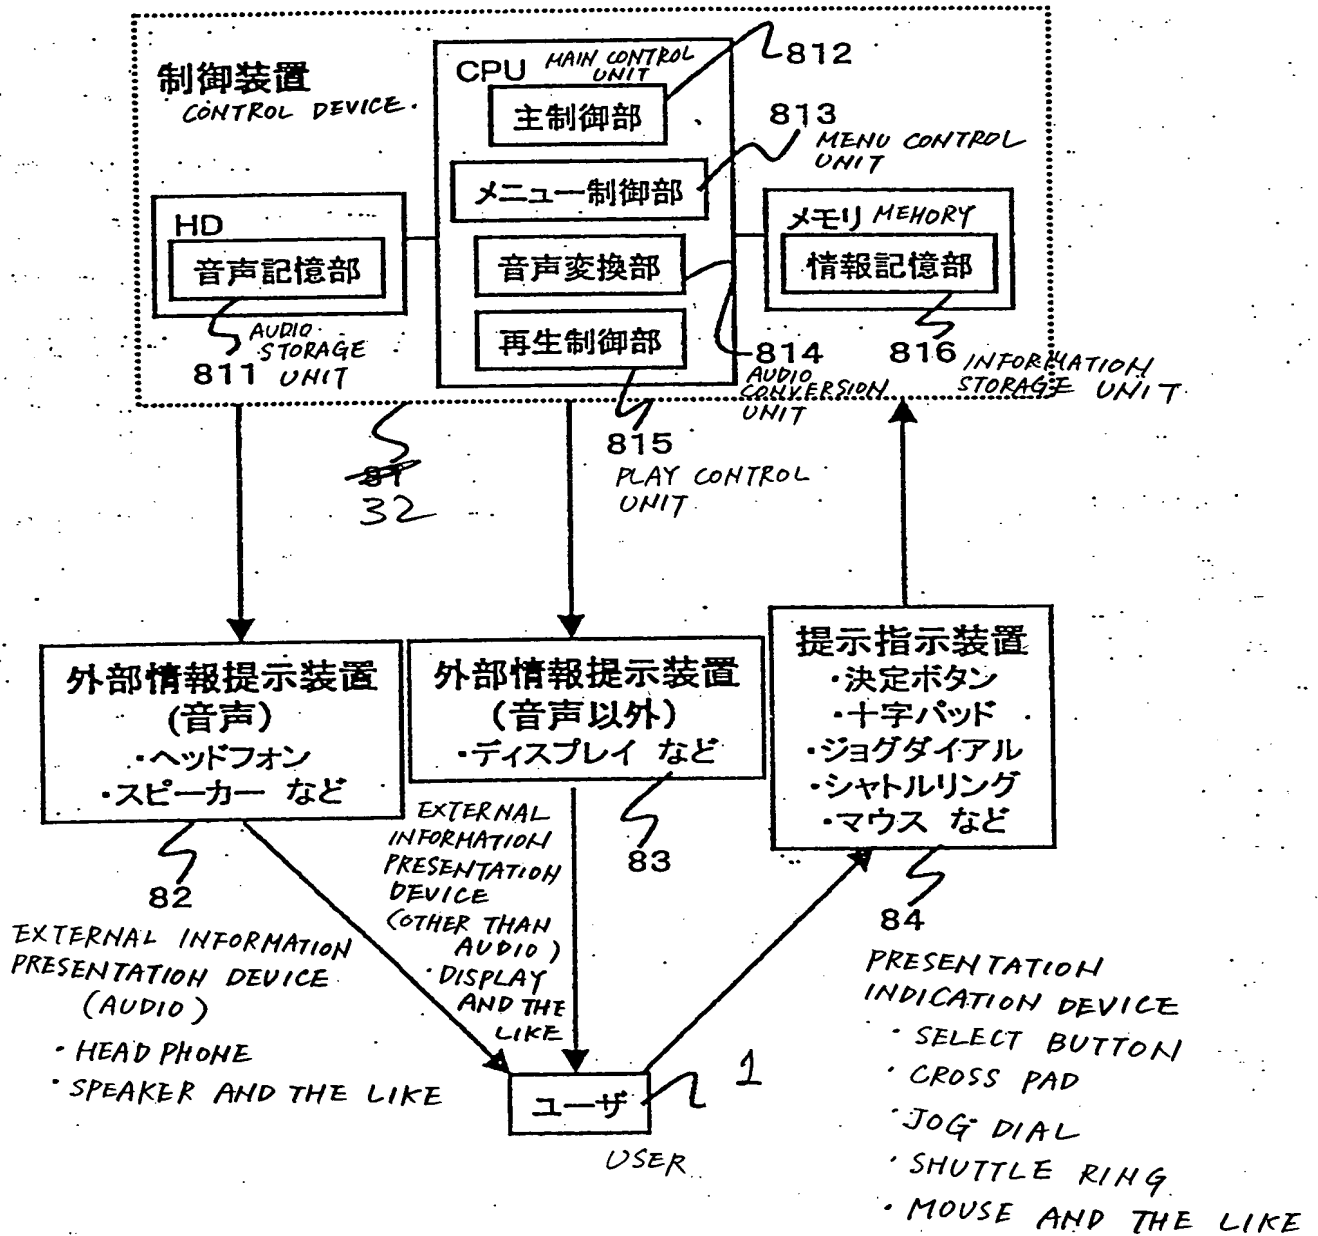 制御装置
CONTROL DEVICE.
CPU
MAIN CONTROL
UNIT
812
主制御部
813
MENU CONTROL
UNIT
メニュー制御部
HD
音声記憶部
音声変換部
メモリ MEHORY
情報記憶部
再生制御部
AUDIO
STORAGE
UNIT
811
814
AUDIO
CONVERSION
UNIT
816
INFORMATION
STORAGE UNIT
815
PLAY CONTROL
UNIT
81
32
外部情報提示装置
(音声)
・ヘッドフォン
・スピーカー など
外部情報提示装置
(音声以外)
・ディスプレイ など
提示指示装置
・決定ボタン
・十字パッド
・ジョグダイアル
・シャトルリング
・マウス など
82
EXTERNAL INFORMATION
PRESENTATION DEVICE
(AUDIO)
・HEAD PHONE
・SPEAKER AND THE LIKE
EXTERNAL
INFORMATION
PRESENTATION
DEVICE
(OTHER THAN
AUDIO)
・DISPLAY
AND THE
LIKE
83
84
PRESENTATION
INDICATION DEVICE
・SELECT BUTTON
・CROSS PAD
・JOG DIAL
・SHUTTLE RING
・MOUSE AND THE LIKE
ユーザ
1
USER